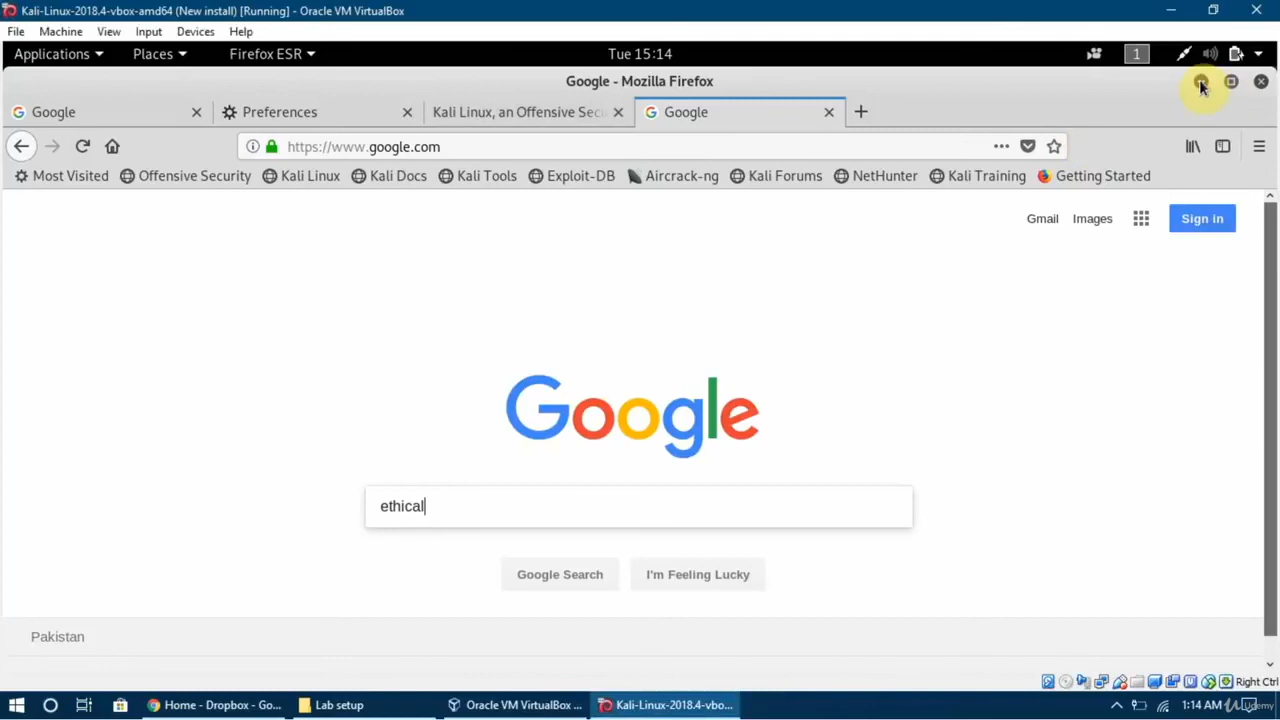 Kali-Linux-2018.4-vbox-amd64 (New install) [Running] - Oracle VM VirtualBox
File Machine View Input Devices Help
Applications Places Firefox ESR Tue 15:14 1
Google - Mozilla Firefox
Google Preferences Kali Linux, an Offensive Sec Google
https://www.google.com
Most Visited Offensive Security Kali Linux Kali Docs Kali Tools Exploit-DB Aircrack-ng Kali Forums NetHunter Kali Training Getting Started
Gmail Images Sign in
Google
ethical
Google Search I'm Feeling Lucky
Pakistan
Right Ctrl
Home - Dropbox - Go... Lab setup Oracle VM VirtualBox ... Kali-Linux-2018.4-vbo... 1:14 AM Udemy